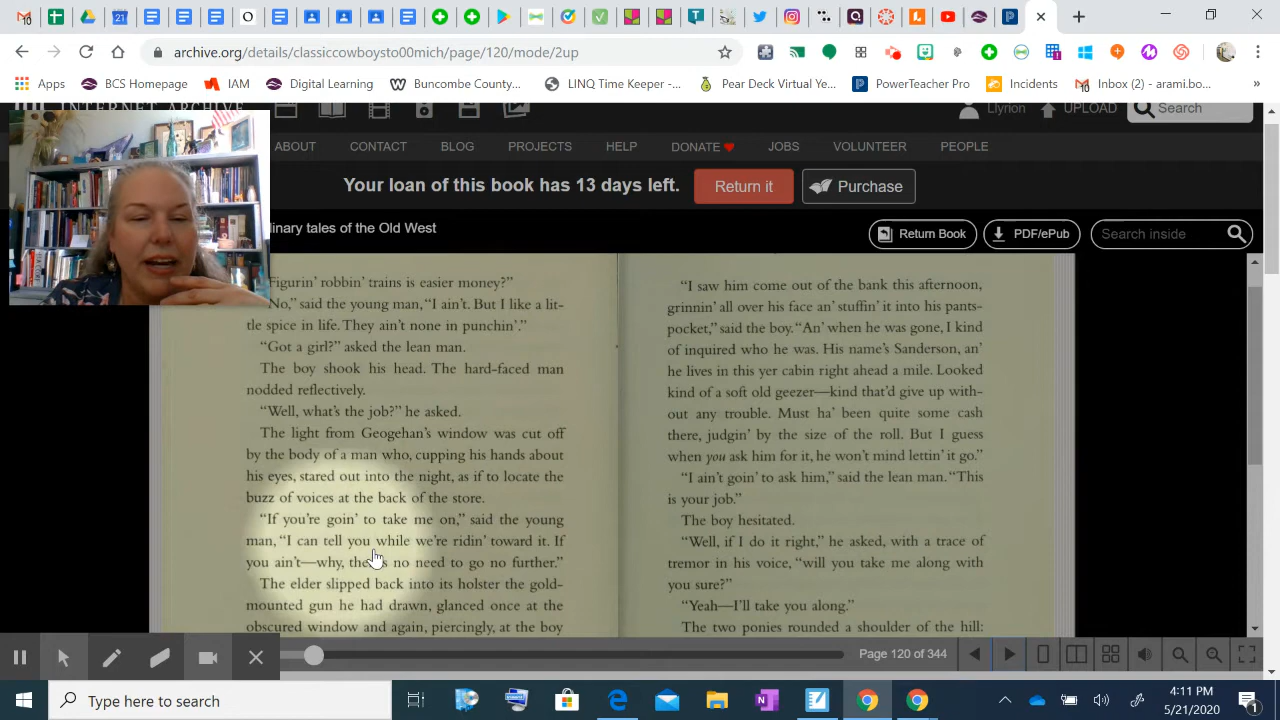 archive.org/details/classiccowboysto00mich/page/120/mode/2up
Apps
BCS Homepage
IAM
Digital Learning
Buncombe County...
LINQ Time Keeper -...
Pear Deck Virtual Ye...
PowerTeacher Pro
Incidents
Inbox (2) - arami.bo...
»
INTERNET ARCHIVE
Llyrion
UPLOAD
Search
ABOUT
CONTACT
BLOG
PROJECTS
HELP
DONATE
JOBS
VOLUNTEER
PEOPLE
Your loan of this book has 13 days left.
Return it
Purchase
dinary tales of the Old West
Return Book
PDF/ePub
Search inside
Figurin' robbin' trains is easier money?"
No," said the young man, "I ain't. But I like a lit-
tle spice in life. They ain't none in punchin'."
"Got a girl?" asked the lean man.
The boy shook his head. The hard-faced man
nodded reflectively.
"Well, what's the job?" he asked.
The light from Geogehan's window was cut off
by the body of a man who, cupping his hands about
his eyes, stared out into the night, as if to locate the
buzz of voices at the back of the store.
"If you're goin' to take me on," said the young
man, "I can tell you while we're ridin' toward it. If
you ain't—why, the s no need to go no further."
The elder slipped back into its holster the gold-
mounted gun he had drawn, glanced once at the
obscured window and again, piercingly, at the boy
"I saw him come out of the bank this afternoon,
grinnin' all over his face an' stuffin' it into his pants-
pocket," said the boy. "An' when he was gone, I kind
of inquired who he was. His name's Sanderson, an'
he lives in this yer cabin right ahead a mile. Looked
kind of a soft old geezer—kind that'd give up with-
out any trouble. Must ha' been quite some cash
there, judgin' by the size of the roll. But I guess
when you ask him for it, he won't mind lettin' it go."
"I ain't goin' to ask him," said the lean man. "This
is your job."
The boy hesitated.
"Well, if I do it right," he asked, with a trace of
tremor in his voice, "will you take me along with
you sure?"
"Yeah—I'll take you along."
The two ponies rounded a shoulder of the hill:
Page 120 of 344
Type here to search
4:11 PM
5/21/2020